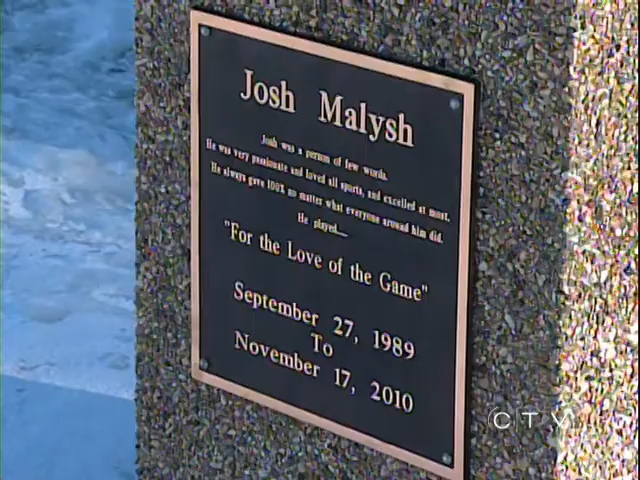 Josh Malysh
Josh was a person of few words.
He was very passionate and loved all sports, and excelled at most.
He always gave 100% no matter what everyone around him did.
He played....
"For the Love of the Game"
September 27, 1989
To
November 17, 2010
CTV